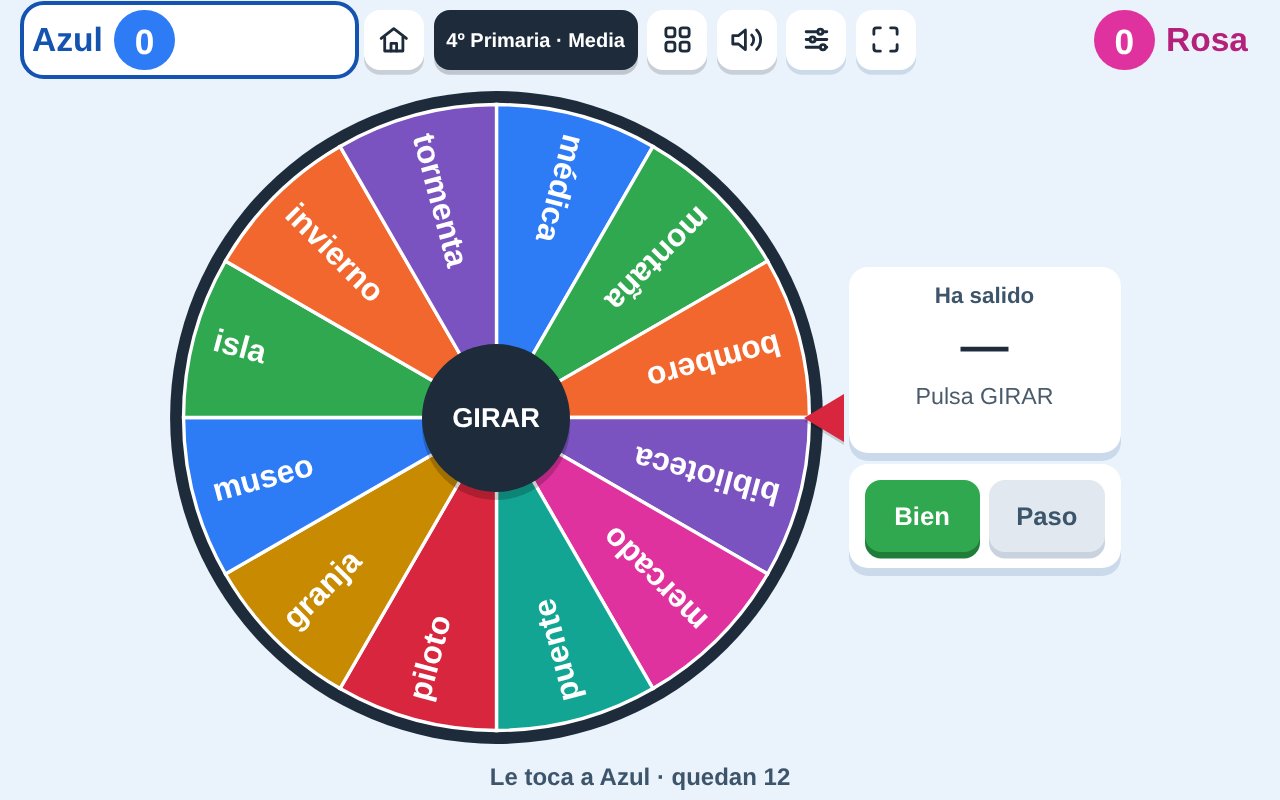 Azul 0
4º Primaria · Media
0 Rosa
tormenta
médica
invierno
montaña
isla
bombero
GIRAR
museo
biblioteca
granja
mercado
piloto
puente
Ha salido
—
Pulsa GIRAR
Bien
Paso
Le toca a Azul · quedan 12